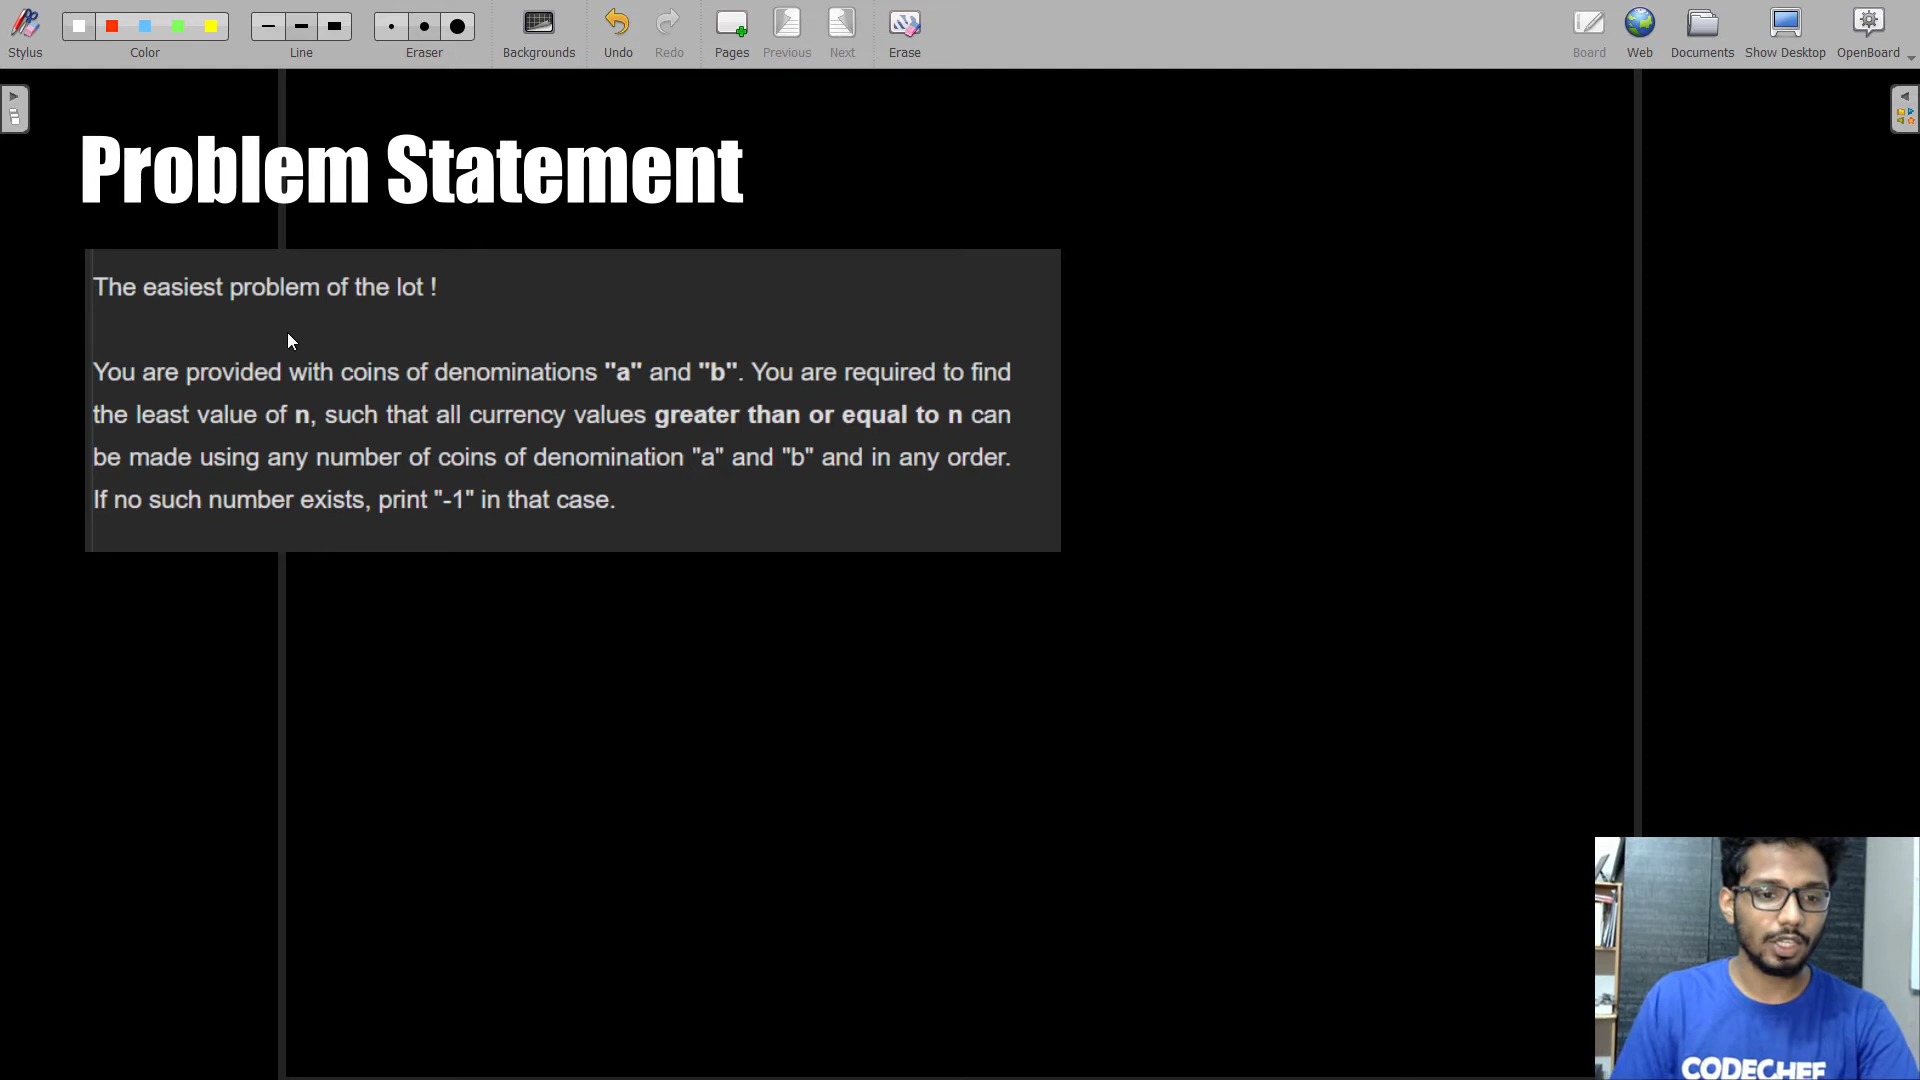 Stylus
Color
Line
Eraser
Backgrounds
Undo
Redo
Pages
Previous
Next
Erase
Board
Web
Documents
Show Desktop
OpenBoard
Problem Statement
The easiest problem of the lot !
You are provided with coins of denominations "a" and "b". You are required to find
the least value of n, such that all currency values greater than or equal to n can
be made using any number of coins of denomination "a" and "b" and in any order.
If no such number exists, print "-1" in that case.
CODECHEF